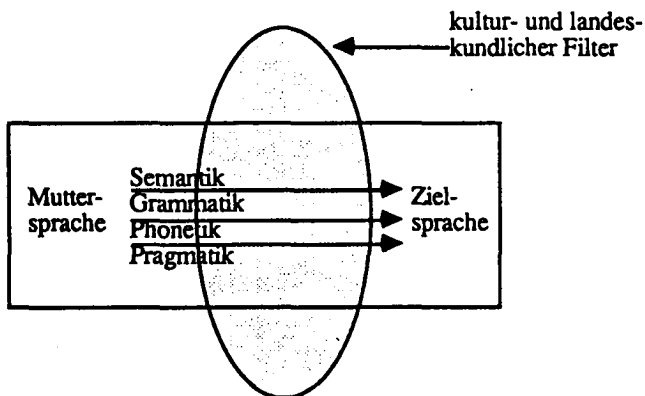 kultur- und landes-
kundlicher Filter
Mutter-
sprache
Semantik
Grammatik
Phonetik
Pragmatik
Ziel-
sprache